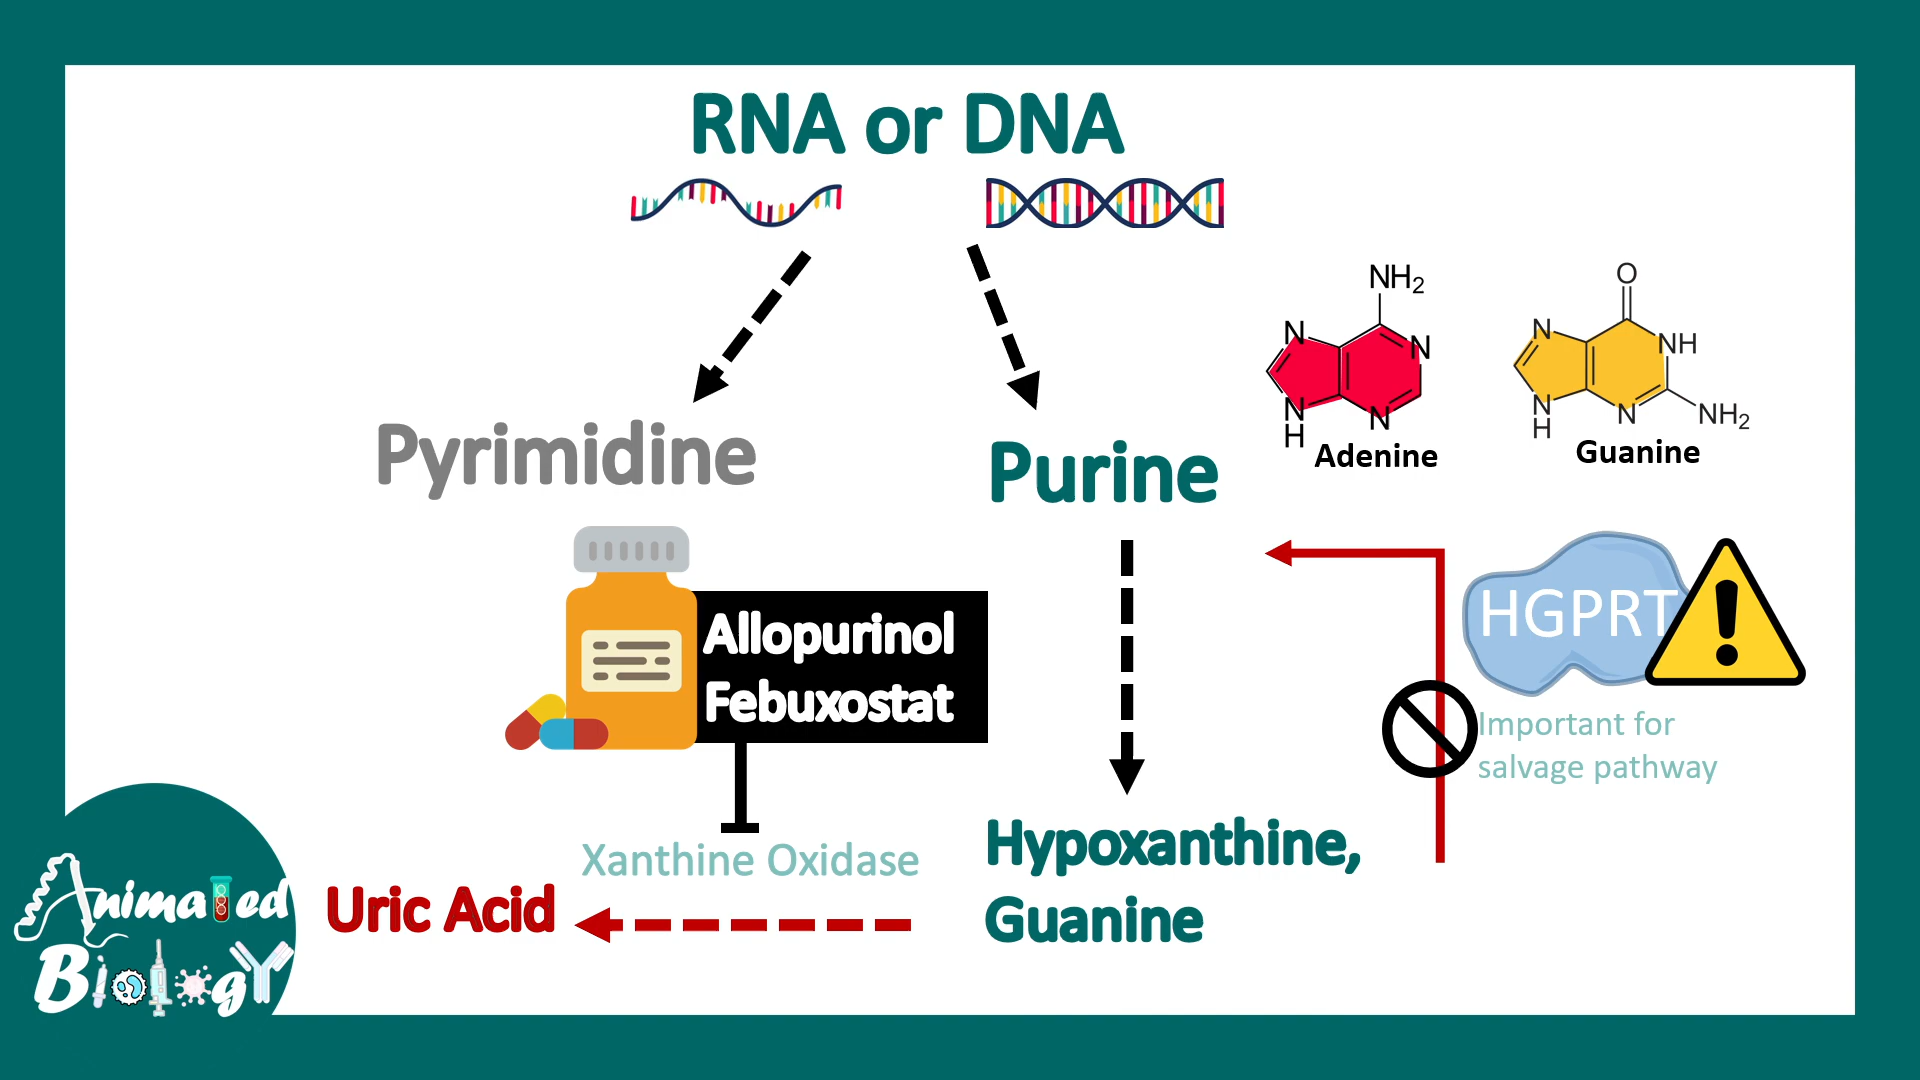 RNA or DNA
Pyrimidine
Purine
NH2
N
N
N
N
H
Adenine
O
N
NH
N
H
N
NH2
Guanine
Allopurinol
Febuxostat
HGPRT
Important for
salvage pathway
Xanthine Oxidase
Uric Acid
Hypoxanthine,
Guanine
Animated
Biology